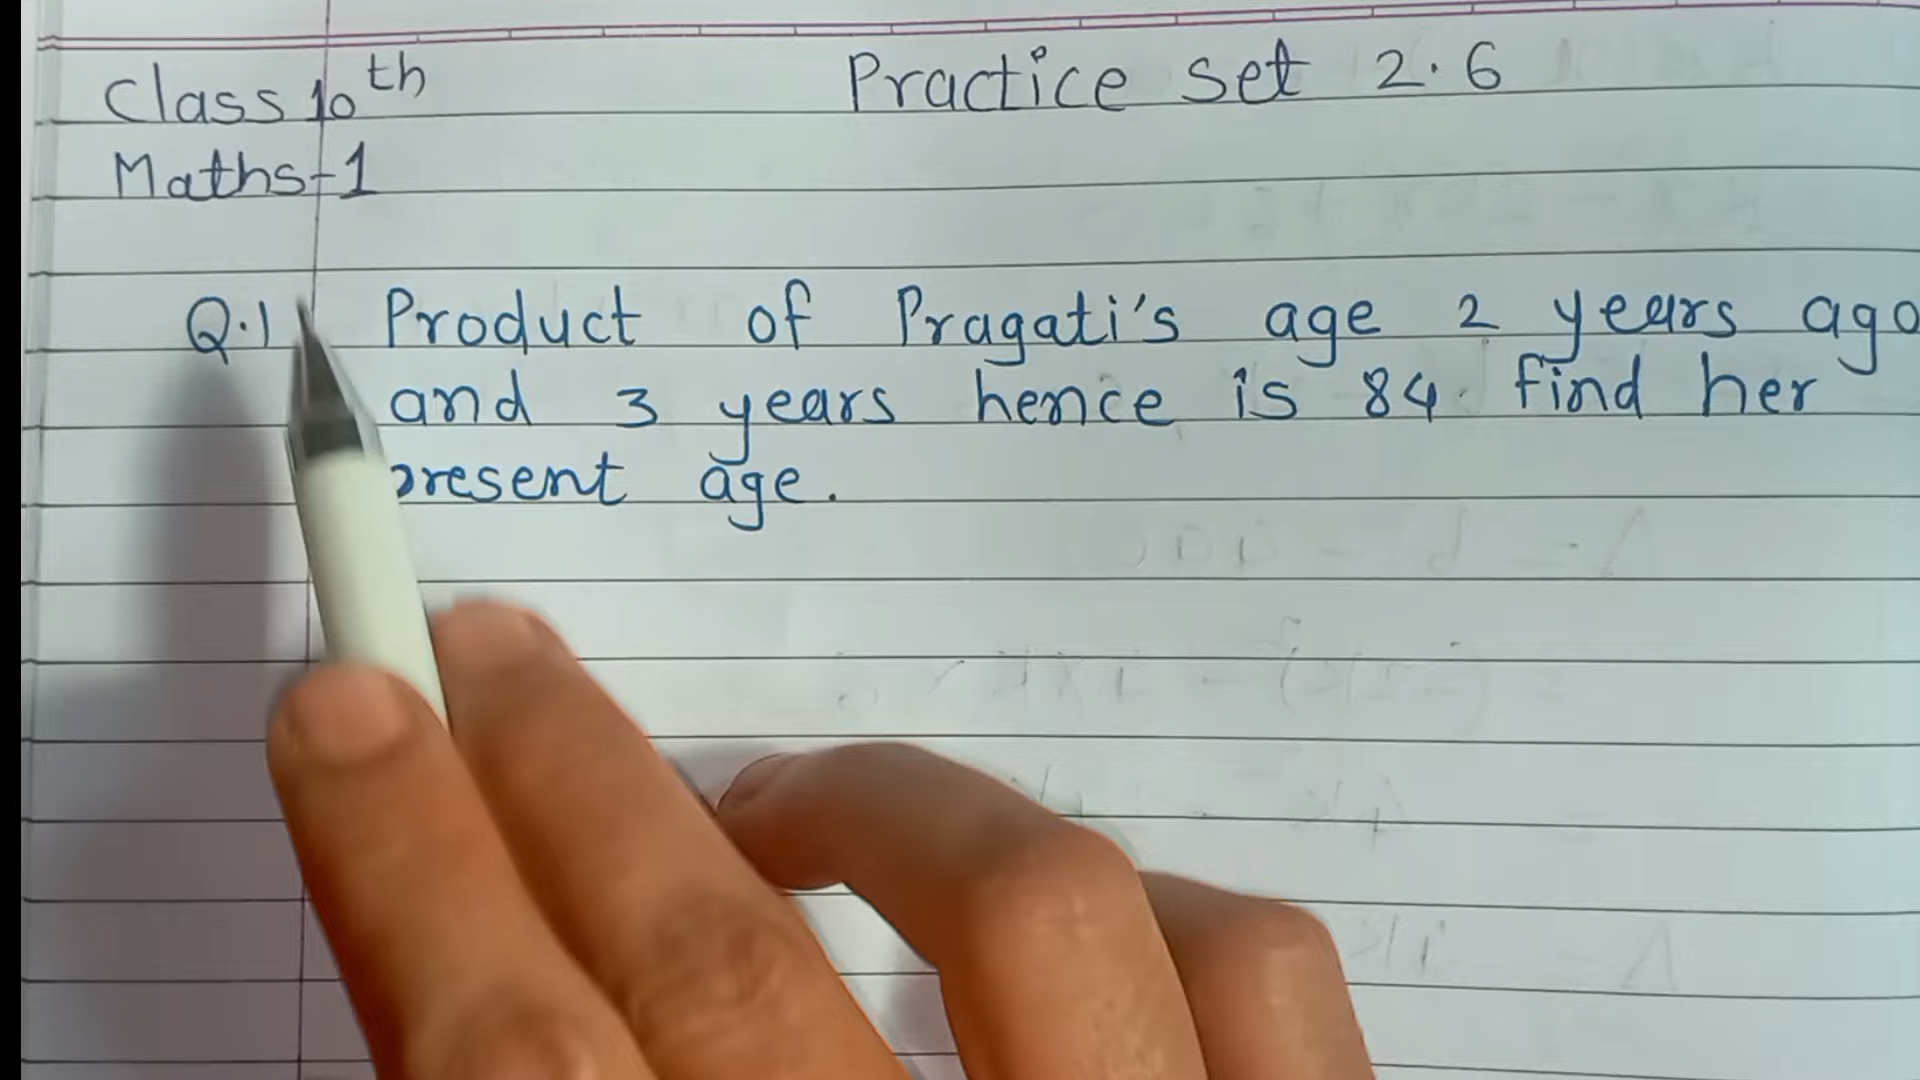 Class 10th
Practice Set 2.6
Maths-1
Q.1 Product of Pragati's age 2 years ago
and 3 years hence is 84. Find her
present age.